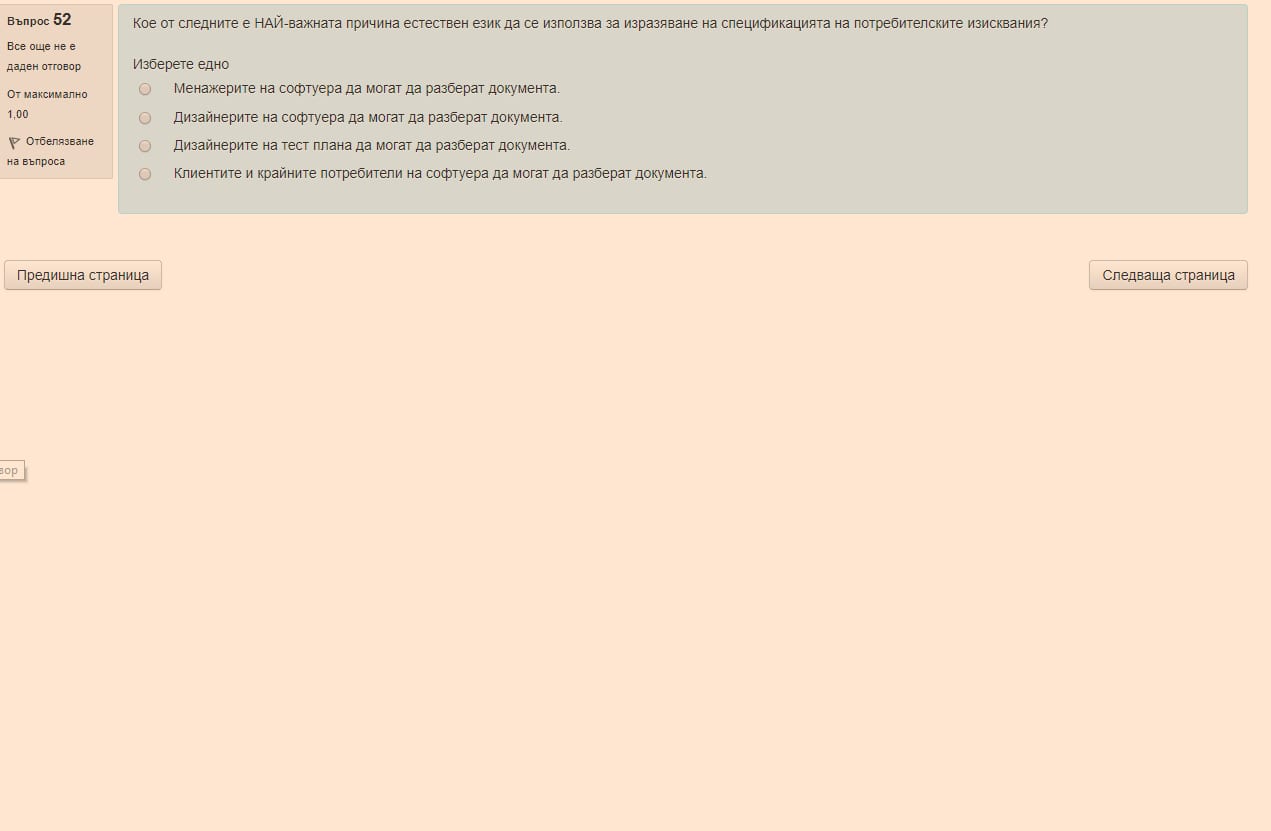 Въпрос 52
Все още не е
даден отговор
От максимално
1,00
Отбелязване
на въпроса
Кое от следните е НАЙ-важната причина естествен език да се използва за изразяване на спецификацията на потребителските изисквания?
Изберете едно
Менажерите на софтуера да могат да разберат документа.
Дизайнерите на софтуера да могат да разберат документа.
Дизайнерите на тест плана да могат да разберат документа.
Клиентите и крайните потребители на софтуера да могат да разберат документа.
Предишна страница
Следваща страница